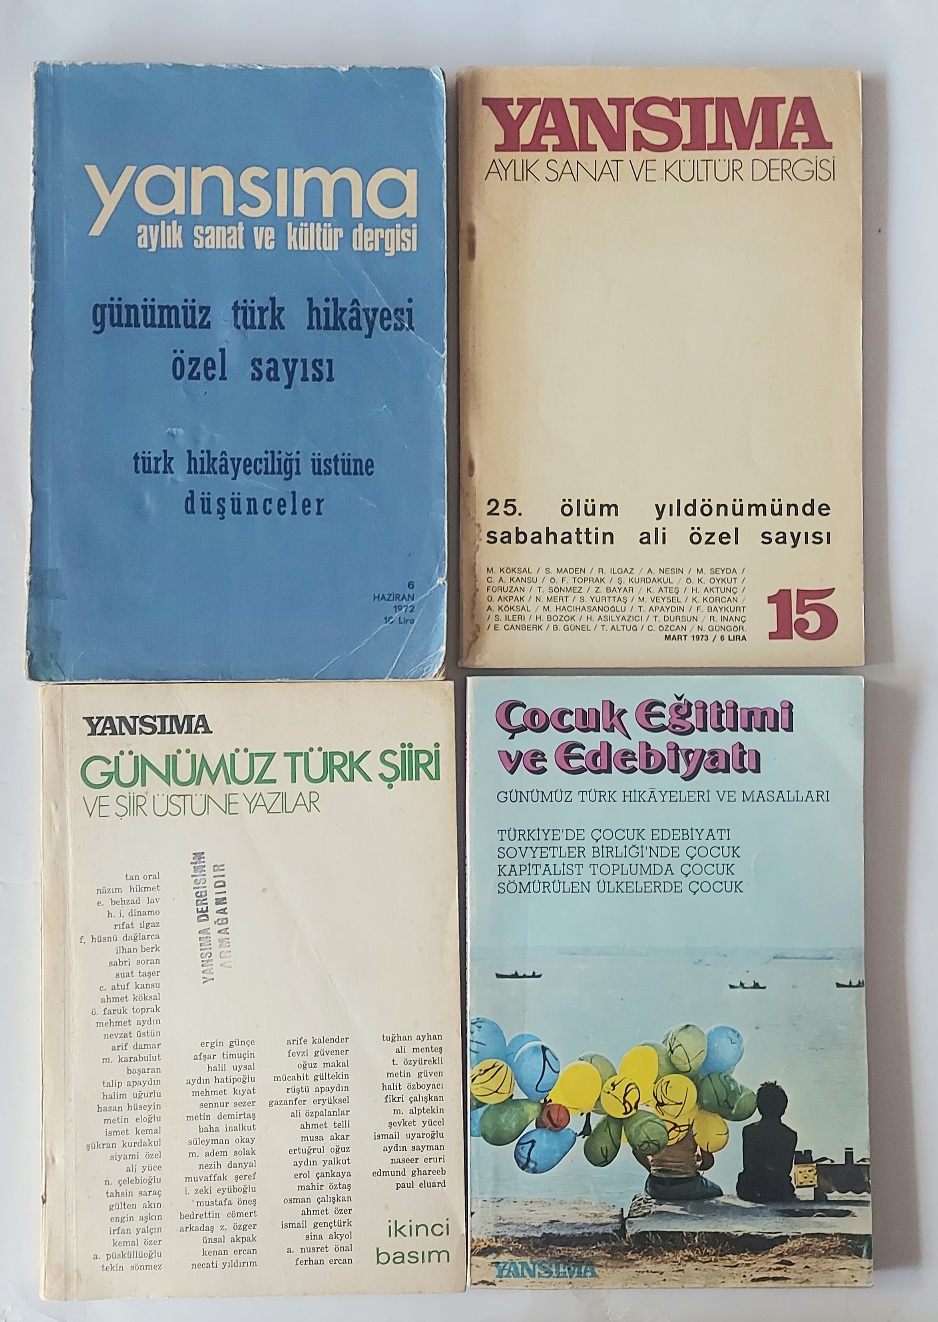 yansıma
aylık sanat ve kültür dergisi
günümüz türk hikâyesi
özel sayısı
türk hikâyeciliği üstüne
düşünceler
6
HAZİRAN
1972
10 Lira
YANSIMA
AYLIK SANAT VE KÜLTÜR DERGİSİ
25. ölüm yıldönümünde
sabahattin ali özel sayısı
M. KÖKSAL / S. MADEN / R. ILGAZ / A. NESİN / M. SEYDA /
C. A. KANSU / Ö. F. TOPRAK / Ş. KURDAKUL / Ö. K. OYKUT /
FÜRUZAN / T. SÖNMEZ / Z. BAYAR / K. ATEŞ / H. AKTUNÇ /
Ü. AKPAK / N. MERT / S. YURTTAŞ / M. VEYSEL / K. KORCAN /
A. KÖKSAL / M. HACIHASANOĞLU / T. APAYDIN / F. BAYKURT
/ S. İLERİ / H. BOZOK / H. ASILYAZICI / T. DURSUN / R. İNANÇ
/ E. CANBERK / B. GÜNEL / T. ALTUĞ / C. ÖZCAN / N. GÜNGÖR.
MART 1973 / 6 LIRA
15
YANSIMA
GÜNÜMÜZ TÜRK ŞİİRİ
VE ŞİİR ÜSTÜNE YAZILAR
YANSIMA DERGİSİNİN
ARMAĞANIDIR
tan oral
nâzım hikmet
e. behzad lav
h. i. dinamo
rıfat ılgaz
f. hüsnü dağlarca
ilhan berk
sabri soran
suat taşer
c. atuf kansu
ahmet köksal
ö. faruk toprak
mehmet aydın
nevzat üstün
arif damar
m. karabulut
başaran
talip apaydın
halim uğurlu
hasan hüseyin
metin eloğlu
ismet kemal
şükran kurdakul
siyami özel
ali yüce
n. çelebioğlu
tahsin saraç
gülten akın
engin aşkın
irfan yalçın
kemal özer
a. püsküllüoğlu
tekin sönmez
ergin günçe
afşar timuçin
halil uysal
aydın hatipoğlu
mehmet kıyat
sennur sezer
metin demirtaş
baha inalkut
süleyman okay
m. adem solak
nezih danyal
muvaffak şeref
i. zeki eyüboğlu
mustafa öneş
bedrettin cömert
arkadaş z. özger
ünsal akpak
kenan ercan
necati yıldırım
arife kalender
fevzi güvener
oğuz makal
mücahit gültekin
rüştü apaydın
gazanfer eryüksel
ali özpalanlar
ahmet telli
musa akar
ertuğrul oğuz
aydın yalkut
erol çankaya
mahir öztaş
osman çalışkan
ahmet özer
ismail gençtürk
sina akyol
a. nusret önal
ferhan ercan
tuğhan ayhan
ali menteş
t. özyürekli
metin güven
halit özboyacı
fikri çalışkan
m. alptekin
şevket yücel
ismail uyaroğlu
aydın sayman
naseer eruri
edmund ghareeb
paul eluard
ikinci
basım
Çocuk Eğitimi
ve Edebiyatı
GÜNÜMÜZ TÜRK HİKÂYELERİ VE MASALLARI
TÜRKİYE'DE ÇOCUK EDEBİYATI
SOVYETLER BİRLİĞİ'NDE ÇOCUK
KAPİTALİST TOPLUMDA ÇOCUK
SÖMÜRÜLEN ÜLKELERDE ÇOCUK
YANSIMA